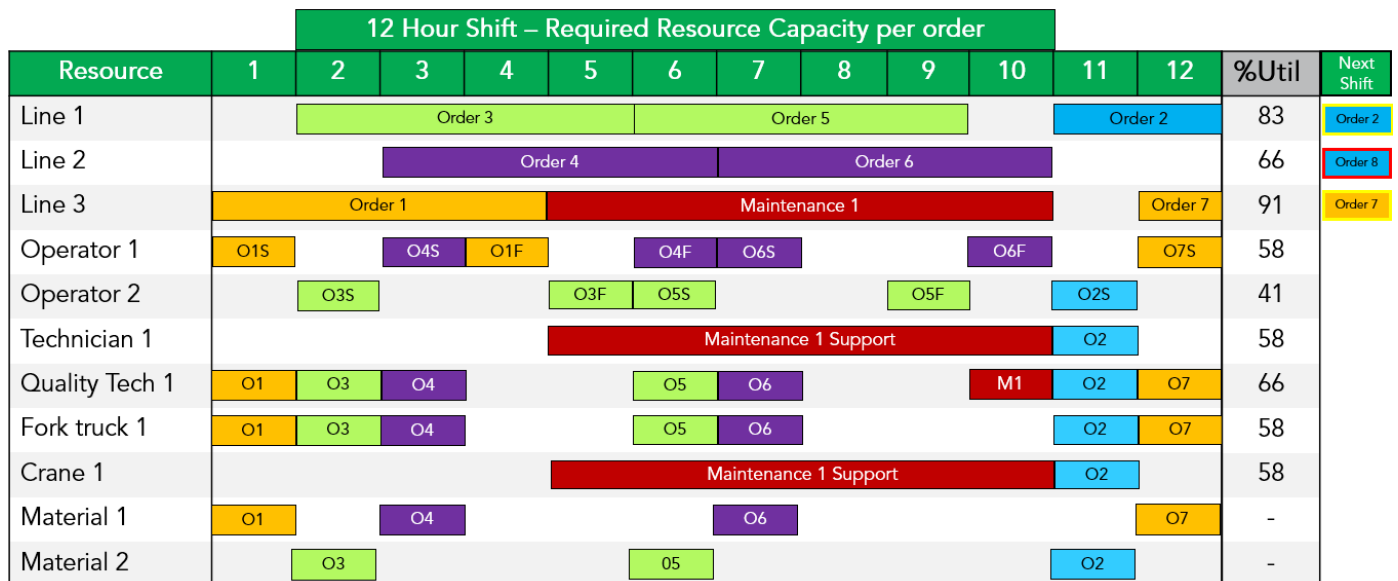 12 Hour Shift – Required Resource Capacity per order
Resource 1 2 3 4 5 6 7 8 9 10 11 12 %Util Next Shift
Line 1 Order 3 Order 5 Order 2 83 Order 2
Line 2 Order 4 Order 6 66 Order 8
Line 3 Order 1 Maintenance 1 Order 7 91 Order 7
Operator 1 O1S O4S O1F O4F O6S O6F O7S 58
Operator 2 O3S O3F O5S O5F O2S 41
Technician 1 Maintenance 1 Support O2 58
Quality Tech 1 O1 O3 O4 O5 O6 M1 O2 O7 66
Fork truck 1 O1 O3 O4 O5 O6 O2 O7 58
Crane 1 Maintenance 1 Support O2 58
Material 1 O1 O4 O6 O7 -
Material 2 O3 05 O2 -